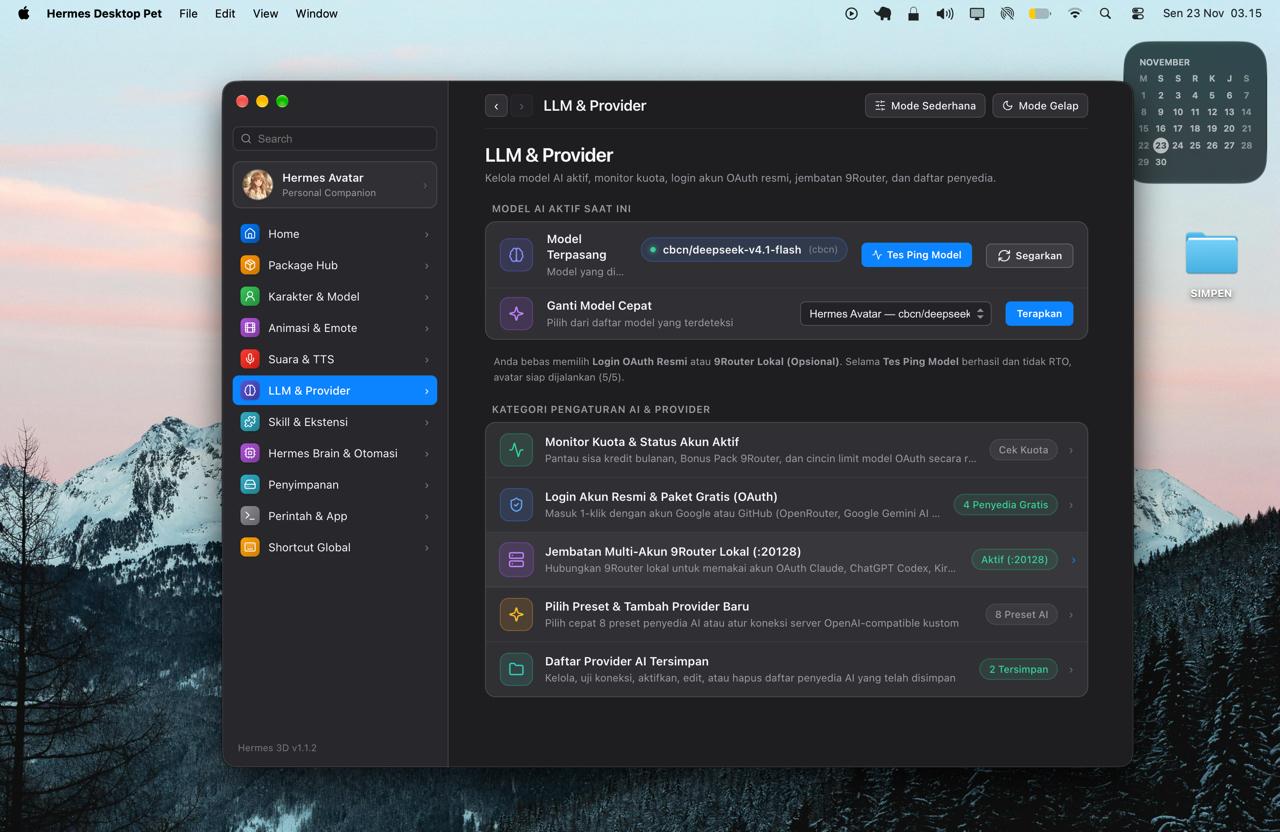 Hermes Desktop Pet File Edit View Window
Sen 23 Nov 03.15
NOVEMBER
M S S R K J S
1 2 3 4 5 6 7
8 9 10 11 12 13 14
15 16 17 18 19 20 21
22 23 24 25 26 27 28
29 30
SIMPEN
Search
Hermes Avatar
Personal Companion
Home
Package Hub
Karakter & Model
Animasi & Emote
Suara & TTS
LLM & Provider
Skill & Ekstensi
Hermes Brain & Otomasi
Penyimpanan
Perintah & App
Shortcut Global
Hermes 3D v1.1.2
LLM & Provider
Mode Sederhana
Mode Gelap
LLM & Provider
Kelola model AI aktif, monitor kuota, login akun OAuth resmi, jembatan 9Router, dan daftar penyedia.
MODEL AI AKTIF SAAT INI
Model
Terpasang
Model yang di...
cbcn/deepseek-v4.1-flash (cbcn)
Tes Ping Model
Segarkan
Ganti Model Cepat
Pilih dari daftar model yang terdeteksi
Hermes Avatar — cbcn/deepseek
Terapkan
Anda bebas memilih Login OAuth Resmi atau 9Router Lokal (Opsional). Selama Tes Ping Model berhasil dan tidak RTO,
avatar siap dijalankan (5/5).
KATEGORI PENGATURAN AI & PROVIDER
Monitor Kuota & Status Akun Aktif
Pantau sisa kredit bulanan, Bonus Pack 9Router, dan cincin limit model OAuth secara r...
Cek Kuota
Login Akun Resmi & Paket Gratis (OAuth)
Masuk 1-klik dengan akun Google atau GitHub (OpenRouter, Google Gemini AI ...
4 Penyedia Gratis
Jembatan Multi-Akun 9Router Lokal (:20128)
Hubungkan 9Router lokal untuk memakai akun OAuth Claude, ChatGPT Codex, Kir...
Aktif (:20128)
Pilih Preset & Tambah Provider Baru
Pilih cepat 8 preset penyedia AI atau atur koneksi server OpenAI-compatible kustom
8 Preset AI
Daftar Provider AI Tersimpan
Kelola, uji koneksi, aktifkan, edit, atau hapus daftar penyedia AI yang telah disimpan
2 Tersimpan